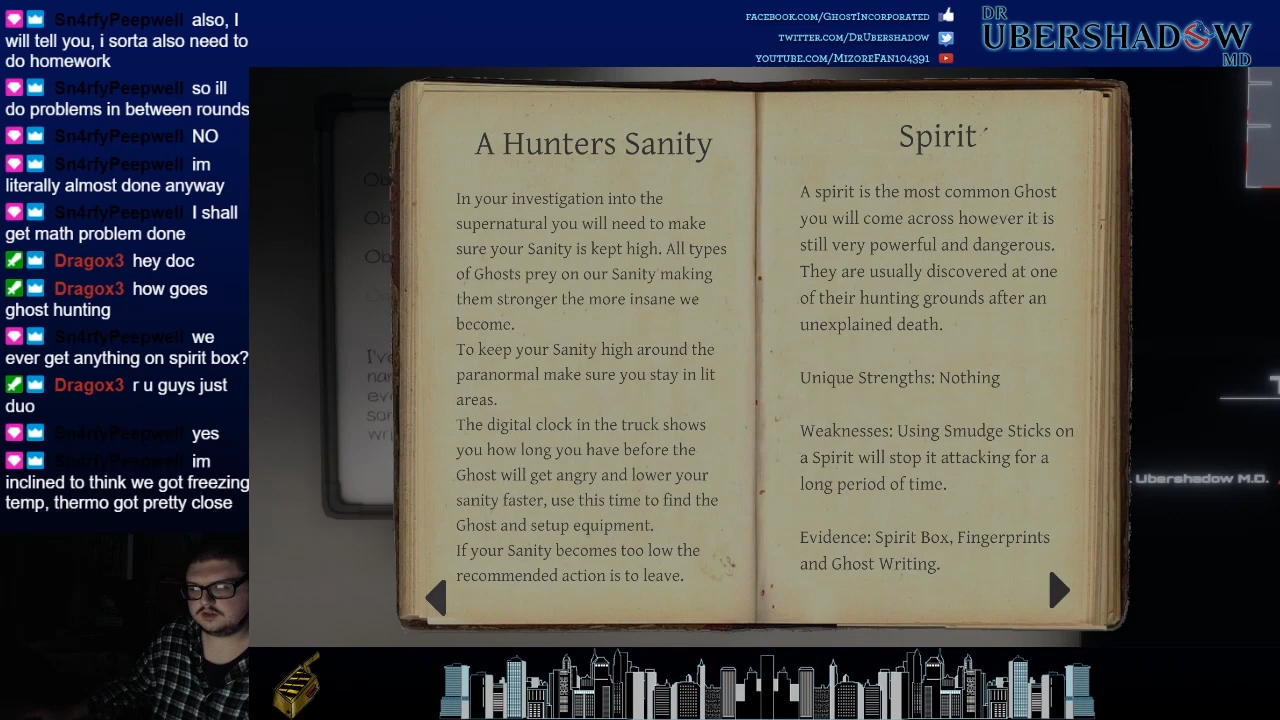 Sn4rfyPeepwell also, I
will tell you, i sorta also need to
do homework
Sn4rfyPeepwell so ill
do problems in between rounds
Sn4rfyPeepwell NO
Sn4rfyPeepwell im
literally almost done anyway
Sn4rfyPeepwell I shall
get math problem done
Dragox3 hey doc
Dragox3 how goes
ghost hunting
Sn4rfyPeepwell we
ever get anything on spirit box?
Dragox3 r u guys just
duo
Sn4rfyPeepwell yes
Sn4rfyPeepwell im
inclined to think we got freezing
temp, thermo got pretty close
facebook.com/GhostIncorporated
twitter.com/DrUbershadow
youtube.com/MizoreFan104391
DR
UBERSHADOW
MD
A Hunters Sanity
In your investigation into the
supernatural you will need to make
sure your Sanity is kept high. All types
of Ghosts prey on our Sanity making
them stronger the more insane we
become.
To keep your Sanity high around the
paranormal make sure you stay in lit
areas.
The digital clock in the truck shows
you how long you have before the
Ghost will get angry and lower your
sanity faster, use this time to find the
Ghost and setup equipment.
If your Sanity becomes too low the
recommended action is to leave.
Spirit
A spirit is the most common Ghost
you will come across however it is
still very powerful and dangerous.
They are usually discovered at one
of their hunting grounds after an
unexplained death.
Unique Strengths: Nothing
Weaknesses: Using Smudge Sticks on
a Spirit will stop it attacking for a
long period of time.
Evidence: Spirit Box, Fingerprints
and Ghost Writing.
. Ubershadow M.D.